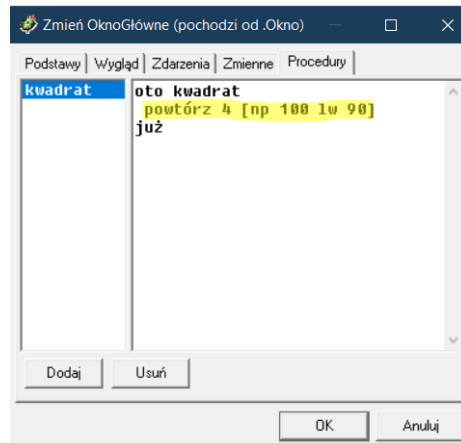 Zmień OknoGłówne (pochodzi od .Okno)
Podstawy Wygląd Zdarzenia Zmienne Procedury
kwadrat
oto kwadrat
powtórz 4 [np 100 lw 90]
już
Dodaj Usuń
OK Anuluj